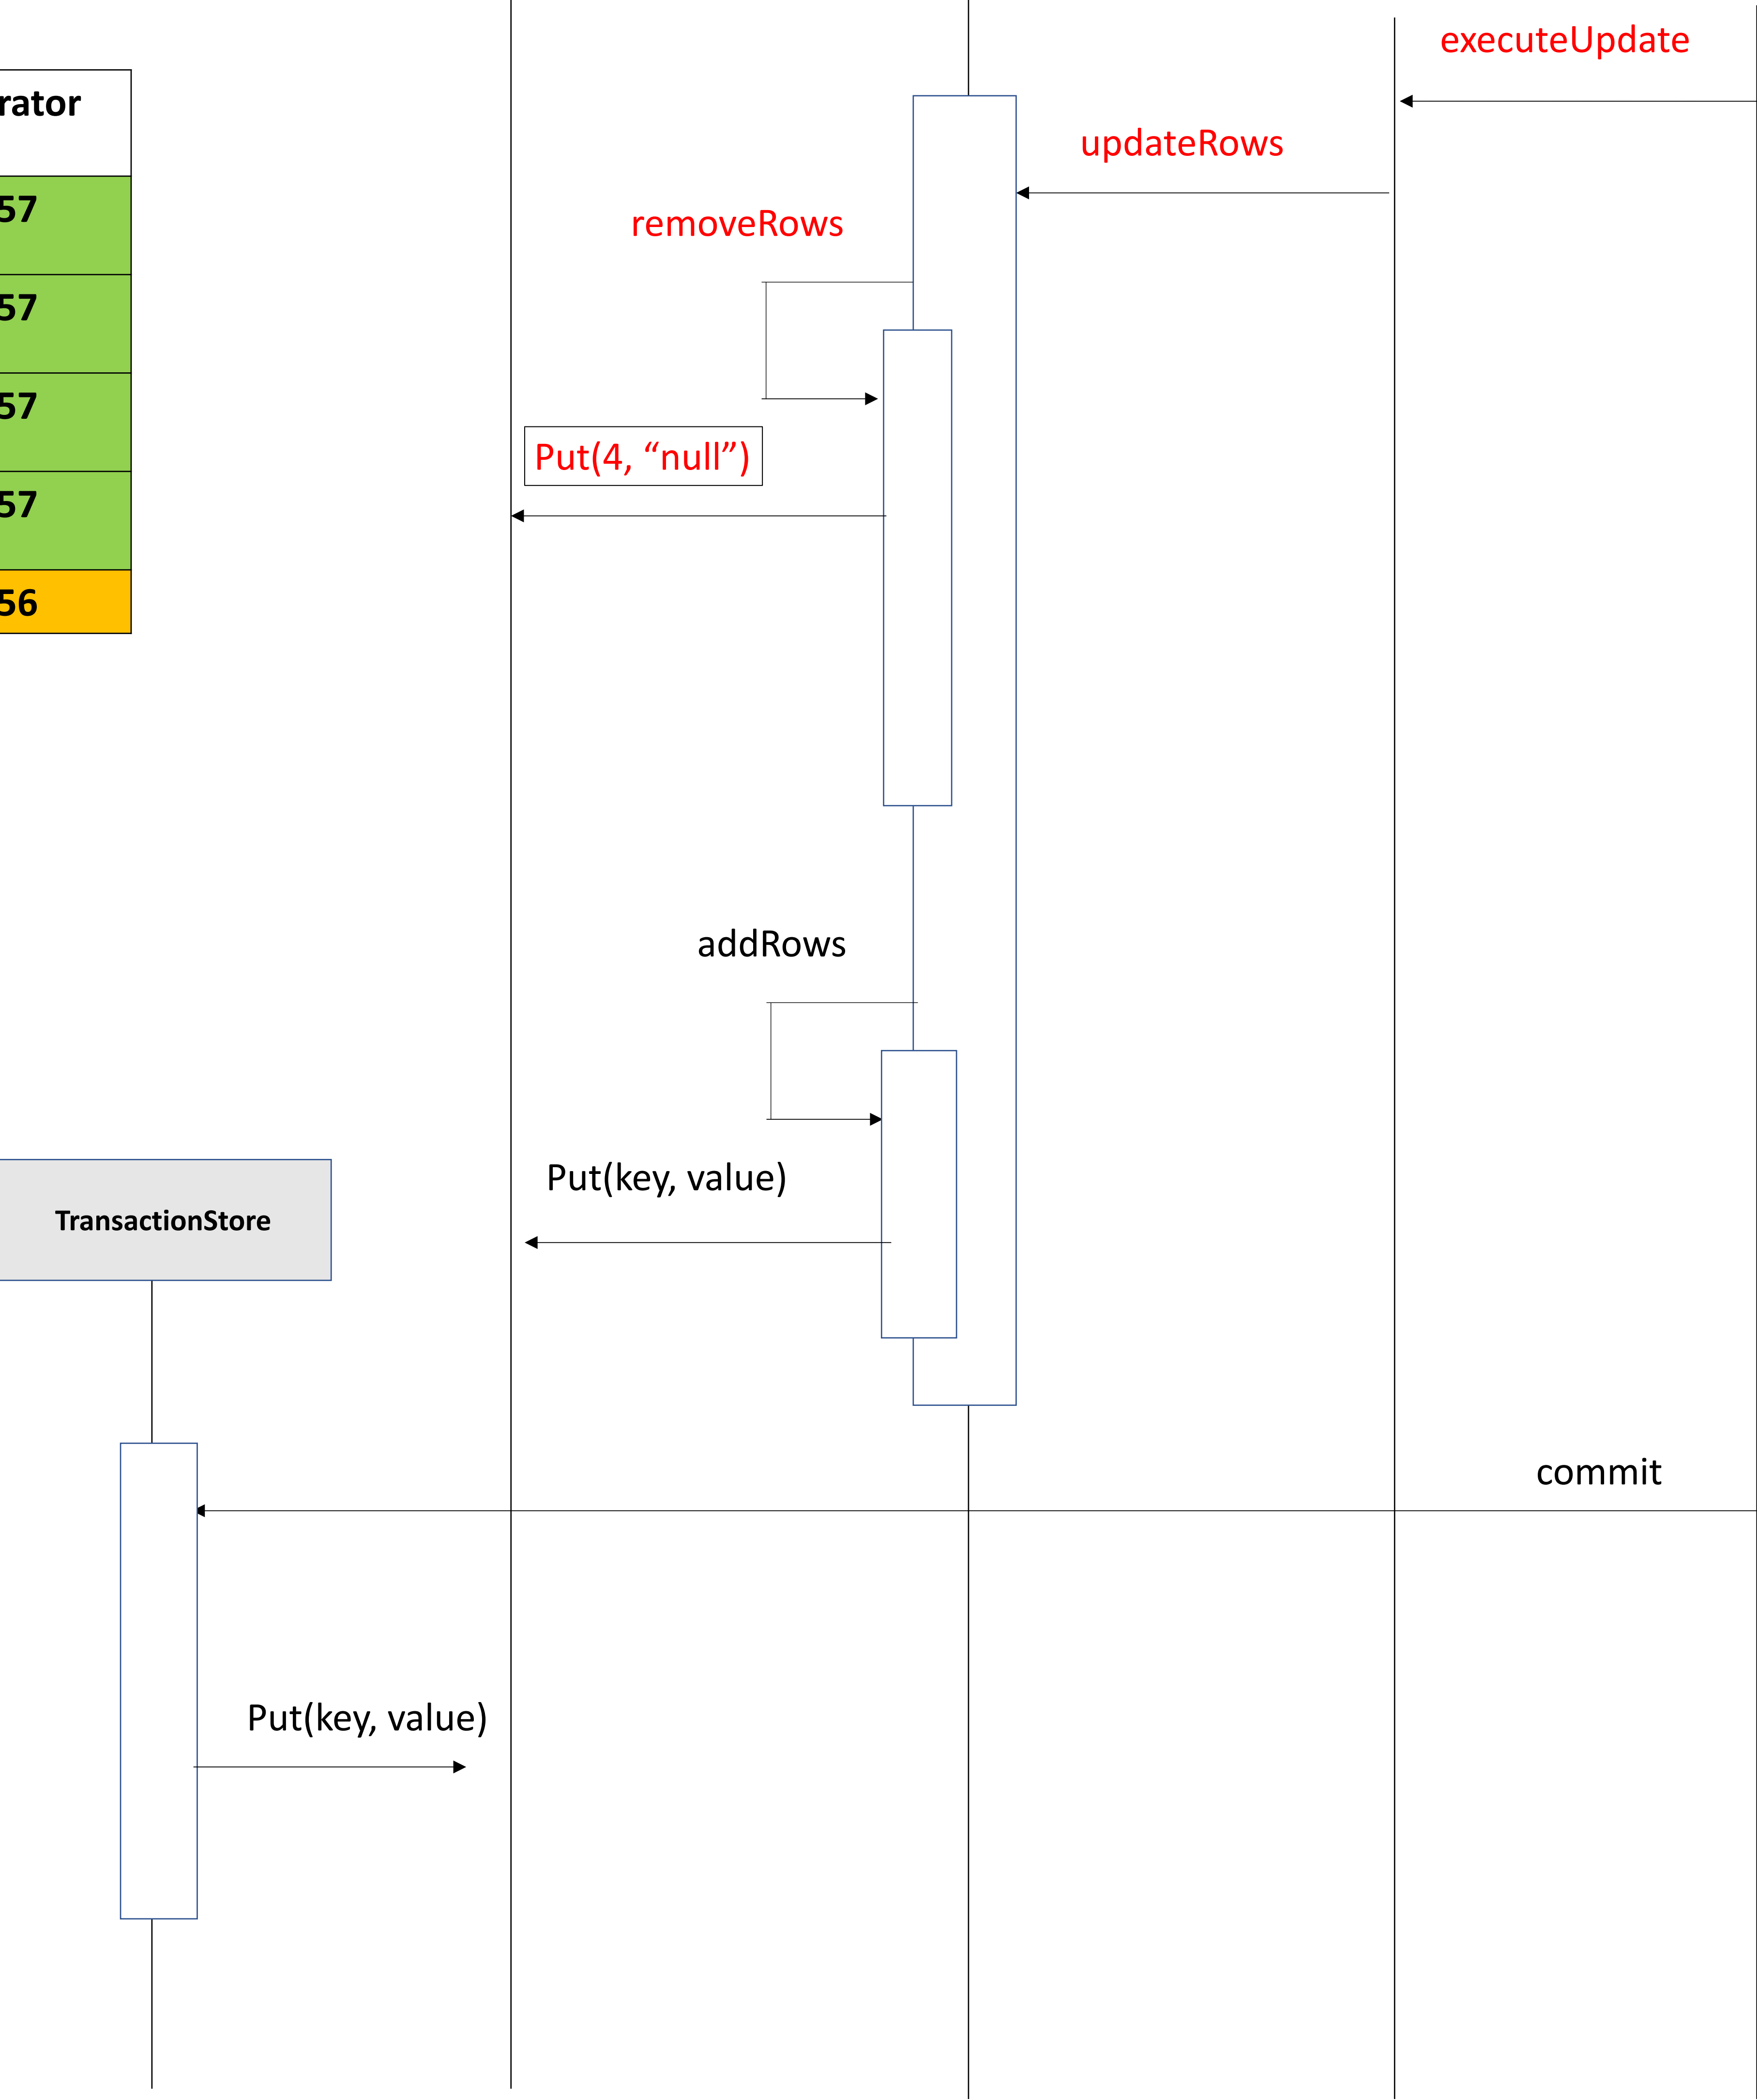 executeUpdate
rator
updateRows
57
removeRows
57
57
Put(4, “null”)
57
56
addRows
Put(key, value)
TransactionStore
commit
Put(key, value)